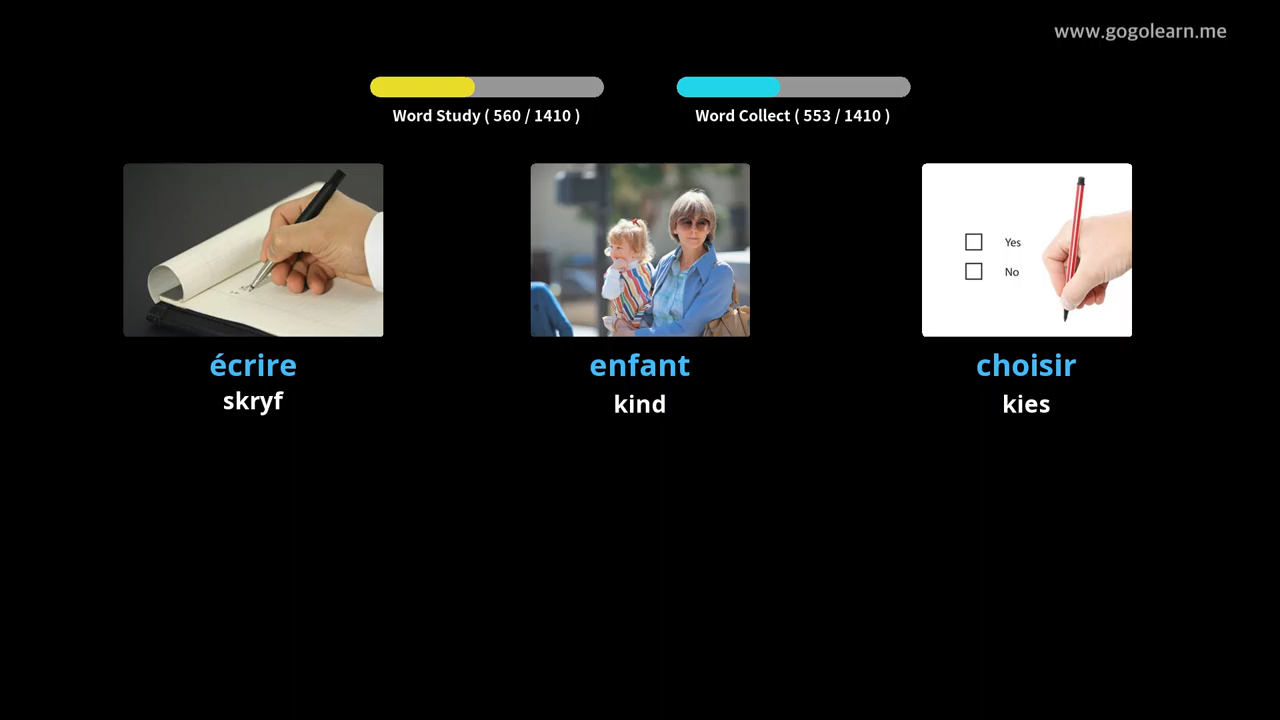 www.gogolearn.me
Word Study ( 560 / 1410 )
Word Collect ( 553 / 1410 )
Yes
No
écrire
enfant
choisir
skryf
kind
kies